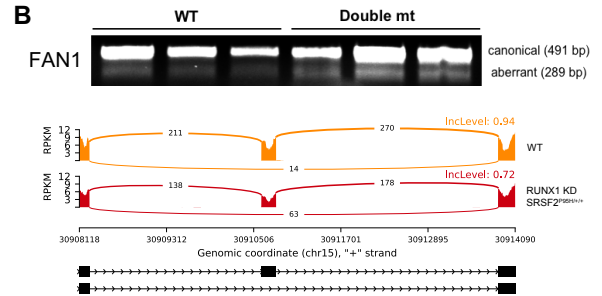 B
WT Double mt
FAN1
canonical (491 bp)
aberrant (289 bp)
IncLevel: 0.94
RPKM
12
9
6
3
211
270
14
WT
IncLevel: 0.72
RPKM
12
9
6
3
138
178
63
RUNX1 KD
SRSF2P95H/+/+
30908118 30909312 30910506 30911701 30912895 30914090
Genomic coordinate (chr15), "+" strand